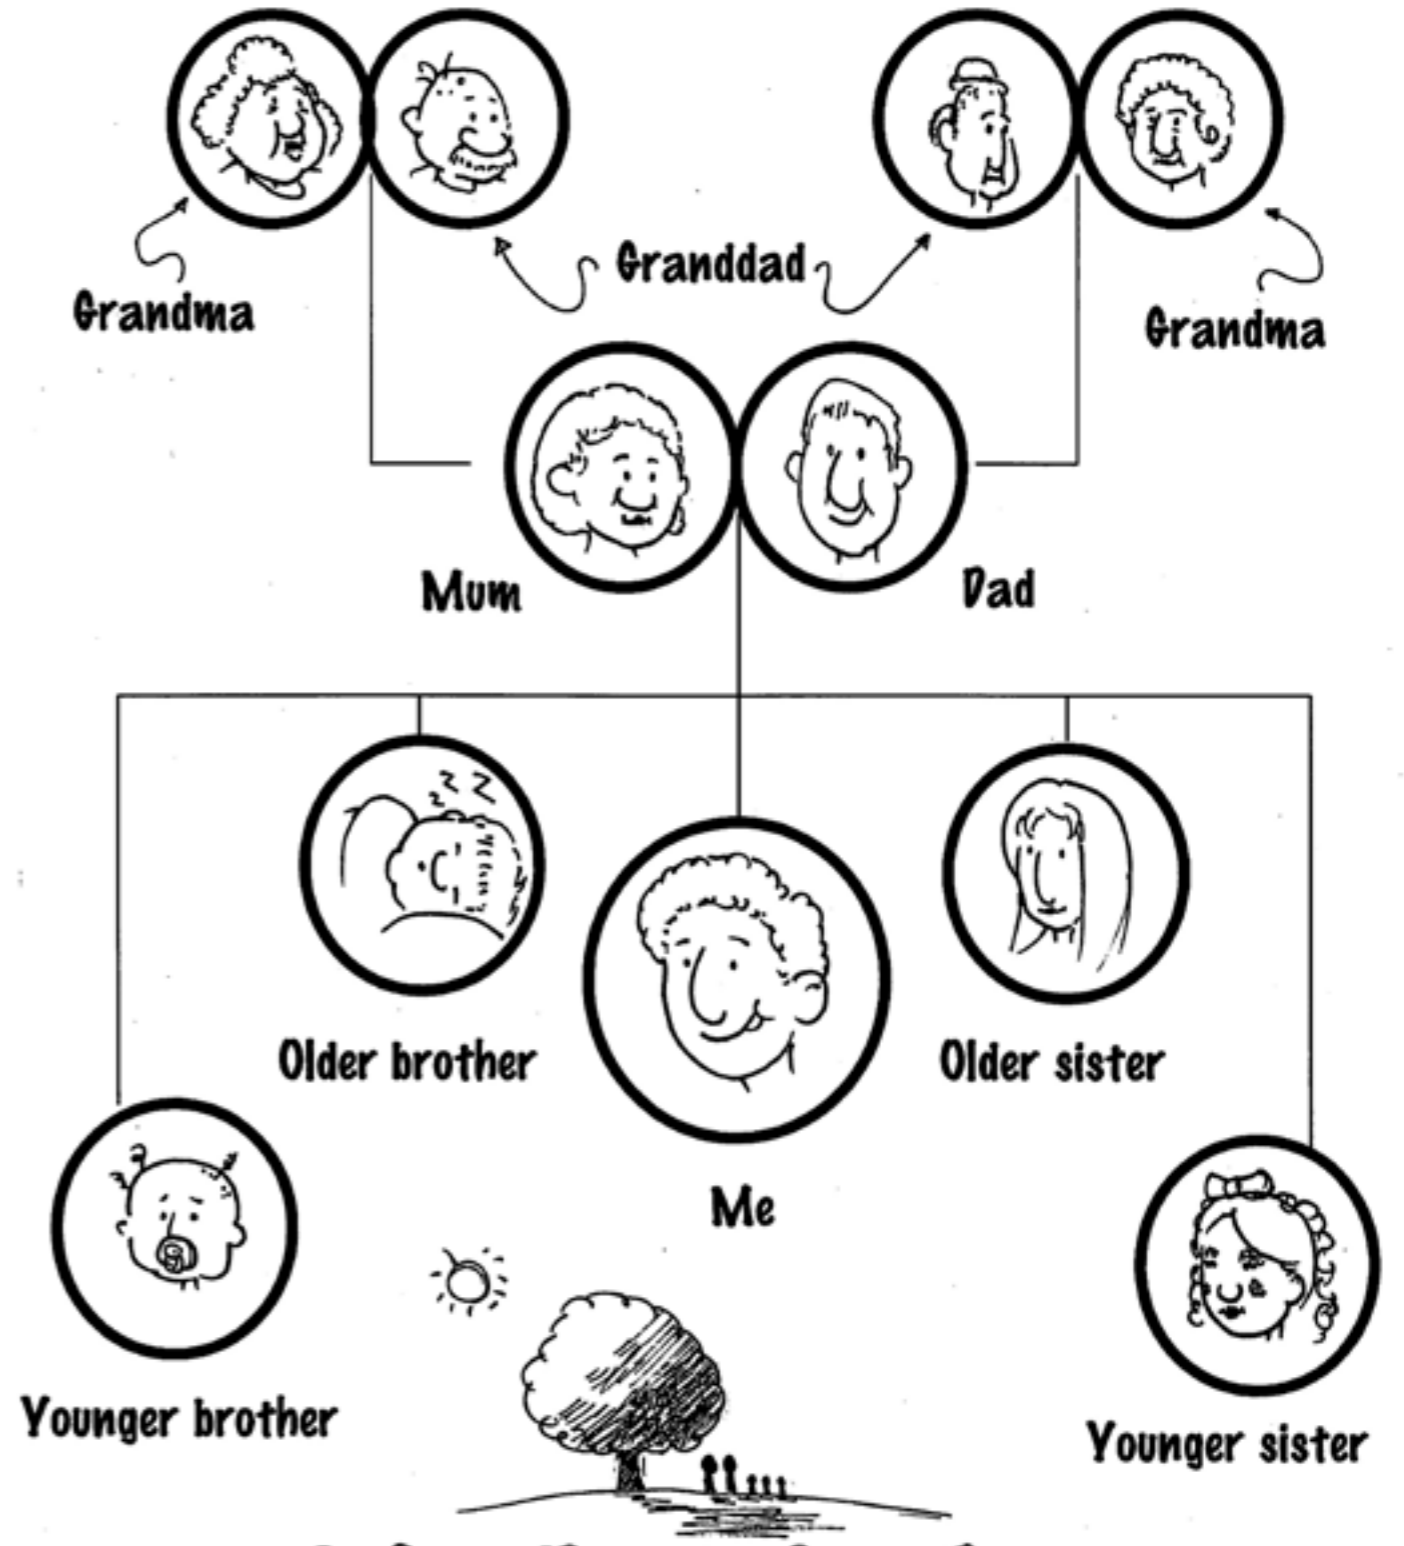 Granddad
Grandma
Grandma
Mum
Dad
z z z
Older brother
Older sister
Me
Younger brother
Younger sister